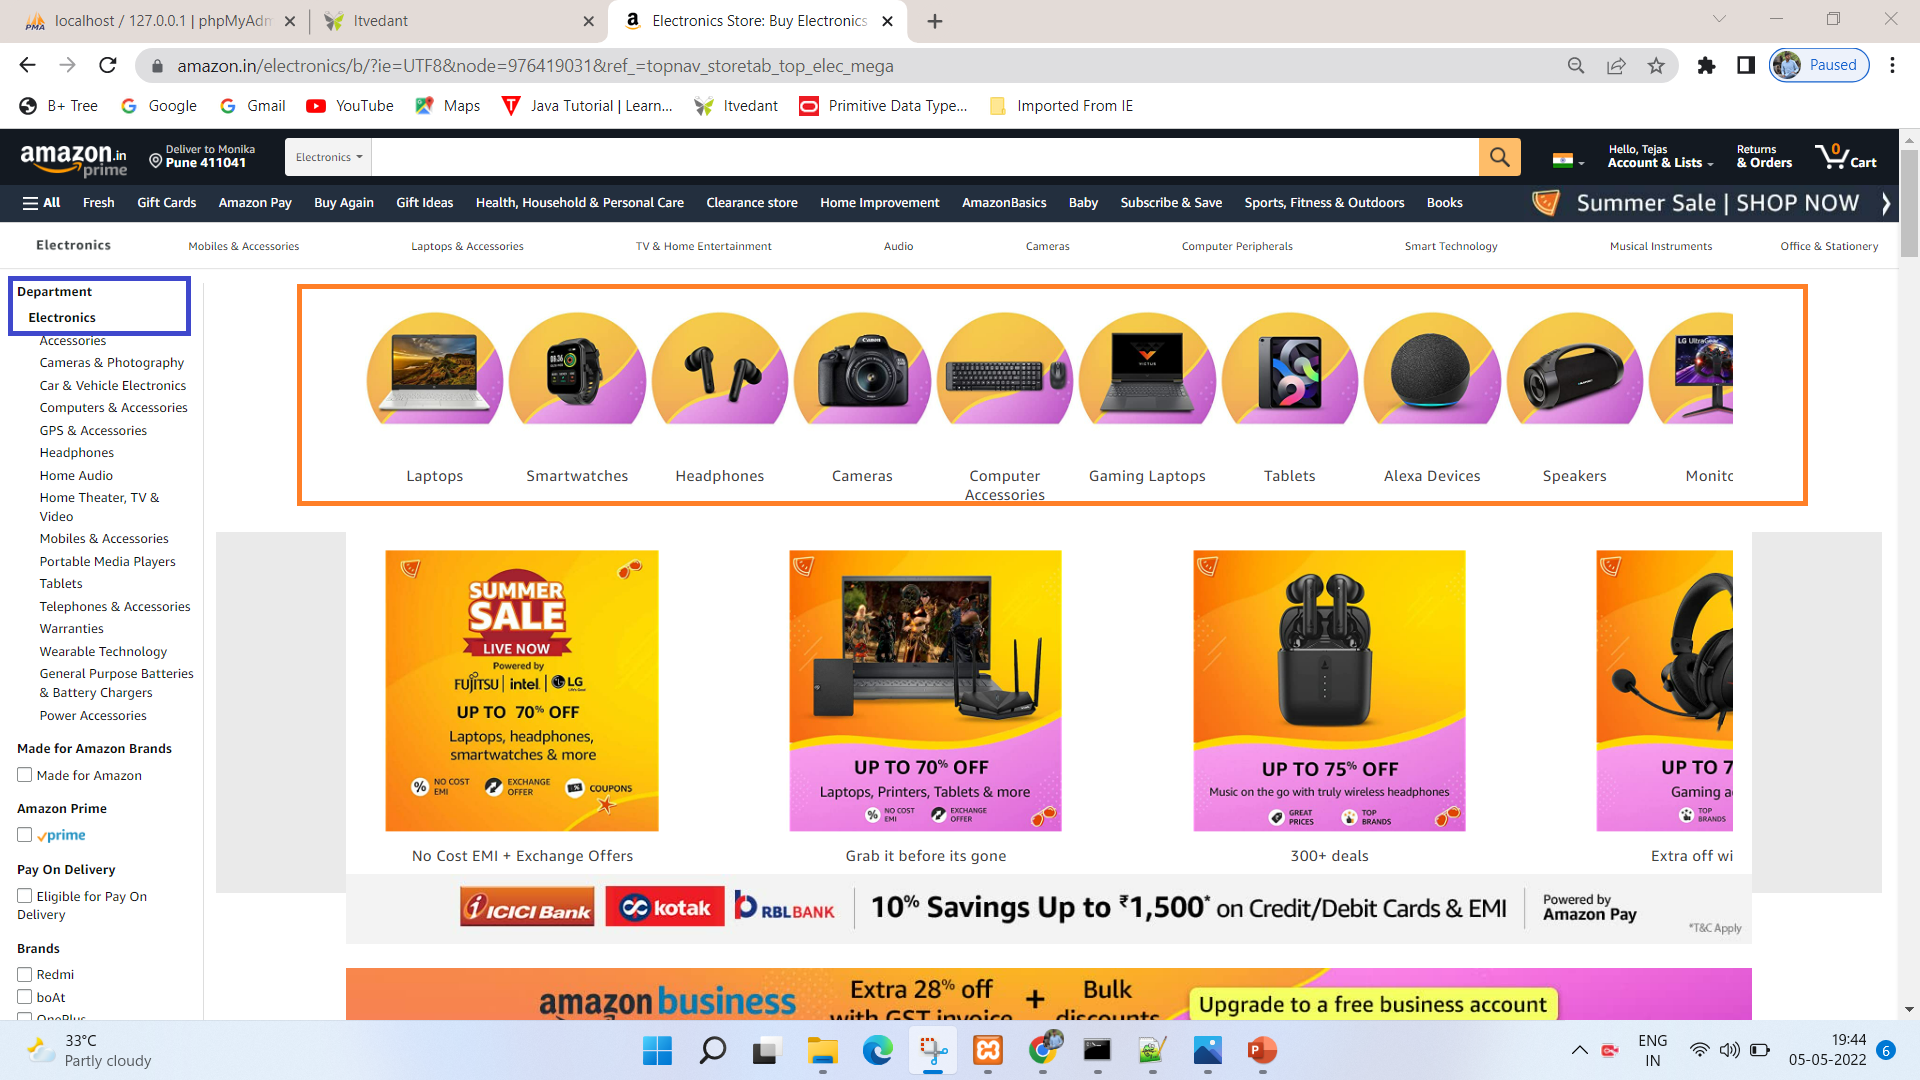 localhost / 127.0.0.1 | phpMyAdm
Itvedant
Electronics Store: Buy Electronics
amazon.in/electronics/b/?ie=UTF8&node=976419031&ref_=topnav_storetab_top_elec_mega
Paused
B+ Tree
Google
Gmail
YouTube
Maps
Java Tutorial | Learn...
Itvedant
Primitive Data Type...
Imported From IE
amazon.in
prime
Deliver to Monika
Pune 411041
Electronics
Hello, Tejas
Account & Lists
Returns
& Orders
0
Cart
All
Fresh
Gift Cards
Amazon Pay
Buy Again
Gift Ideas
Health, Household & Personal Care
Clearance store
Home Improvement
AmazonBasics
Baby
Subscribe & Save
Sports, Fitness & Outdoors
Books
Summer Sale | SHOP NOW
Electronics
Mobiles & Accessories
Laptops & Accessories
TV & Home Entertainment
Audio
Cameras
Computer Peripherals
Smart Technology
Musical Instruments
Office & Stationery
Department
Electronics
Accessories
Cameras & Photography
Car & Vehicle Electronics
Computers & Accessories
GPS & Accessories
Headphones
Home Audio
Home Theater, TV &
Video
Mobiles & Accessories
Portable Media Players
Tablets
Telephones & Accessories
Warranties
Wearable Technology
General Purpose Batteries
& Battery Chargers
Power Accessories
Made for Amazon Brands
Made for Amazon
Amazon Prime
prime
Pay On Delivery
Eligible for Pay On
Delivery
Brands
Redmi
boAt
OnePlus
Laptops
Smartwatches
Headphones
Cameras
Computer
Accessories
Gaming Laptops
Tablets
Alexa Devices
Speakers
Monito
SUMMER
SALE
LIVE NOW
Powered by
FUJITSU | intel | LG
UP TO 70% OFF
Laptops, headphones,
smartwatches & more
NO COST
EMI
EXCHANGE
OFFER
COUPONS
No Cost EMI + Exchange Offers
UP TO 70% OFF
Laptops, Printers, Tablets & more
NO COST
EMI
EXCHANGE
OFFER
Grab it before its gone
UP TO 75% OFF
Music on the go with truly wireless headphones
GREAT
PRICES
TOP
BRANDS
300+ deals
LG UltraGear
UP TO 7
Gaming a
TOP
BRANDS
Extra off wi
ICICI Bank
kotak
RBLBANK
10% Savings Up to ₹1,500* on Credit/Debit Cards & EMI
Powered by
Amazon Pay
*T&C Apply
amazon business
Extra 28% off
with GST invoice
+
Bulk
discounts
Upgrade to a free business account
33°C
Partly cloudy
ENG
IN
19:44
05-05-2022
6